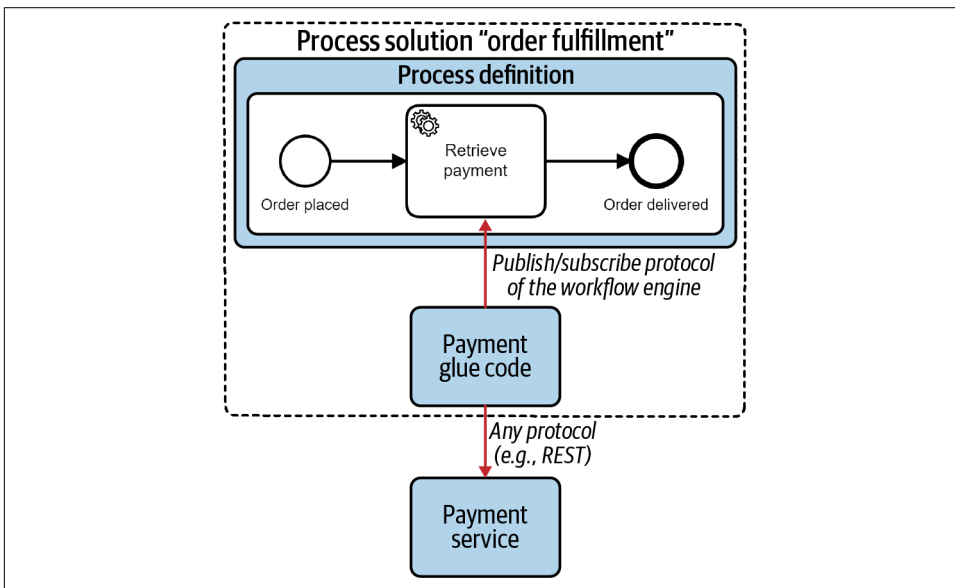 Process solution “order fulfillment”
Process definition
Retrieve
payment
Order placed
Order delivered
Publish/subscribe protocol
of the workflow engine
Payment
glue code
Any protocol
(e.g., REST)
Payment
service